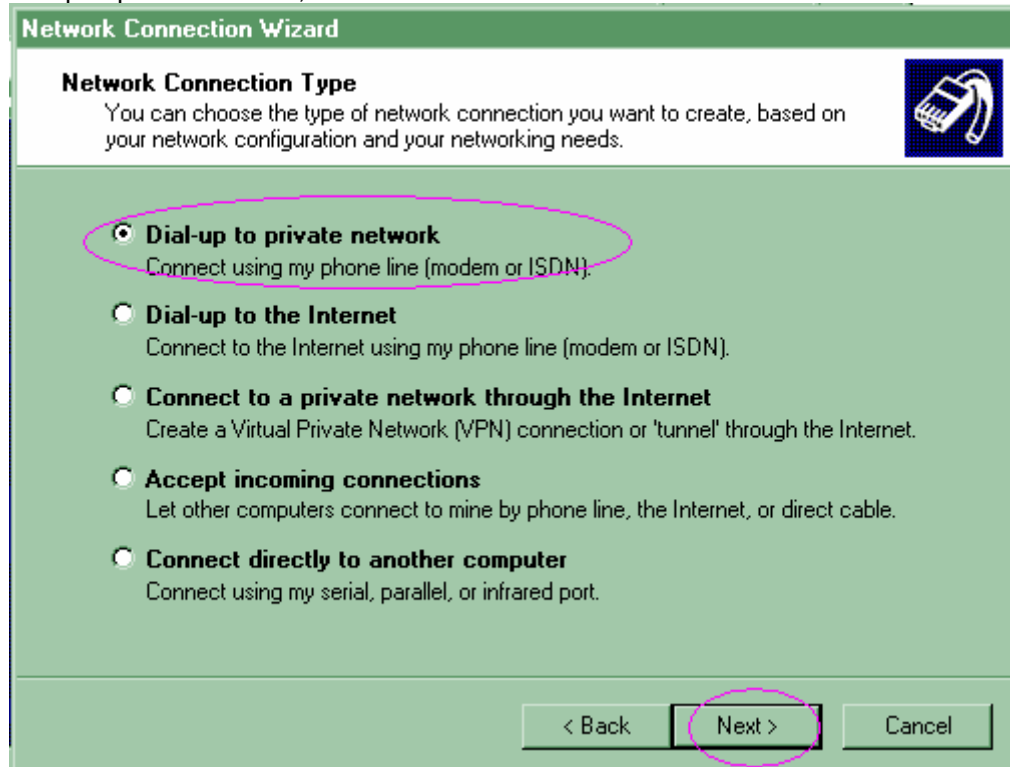 Network Connection Wizard
Network Connection Type
You can choose the type of network connection you want to create, based on
your network configuration and your networking needs.
Dial-up to private network
Connect using my phone line (modem or ISDN).
Dial-up to the Internet
Connect to the Internet using my phone line (modem or ISDN).
Connect to a private network through the Internet
Create a Virtual Private Network (VPN) connection or 'tunnel' through the Internet.
Accept incoming connections
Let other computers connect to mine by phone line, the Internet, or direct cable.
Connect directly to another computer
Connect using my serial, parallel, or infrared port.
< Back Next > Cancel